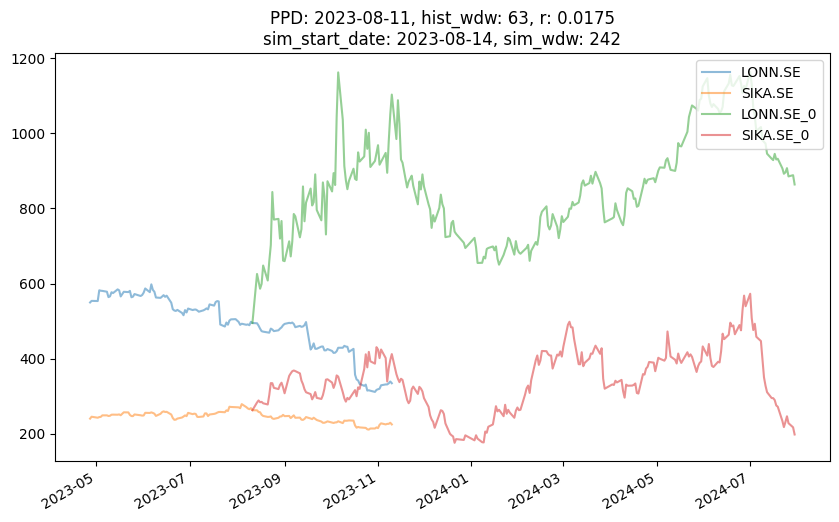 PPD: 2023-08-11, hist_wdw: 63, r: 0.0175
sim_start_date: 2023-08-14, sim_wdw: 242
1200
1000
800
600
400
200
LONN.SE
SIKA.SE
LONN.SE_0
SIKA.SE_0
2023-05
2023-07
2023-09
2023-11
2024-01
2024-03
2024-05
2024-07